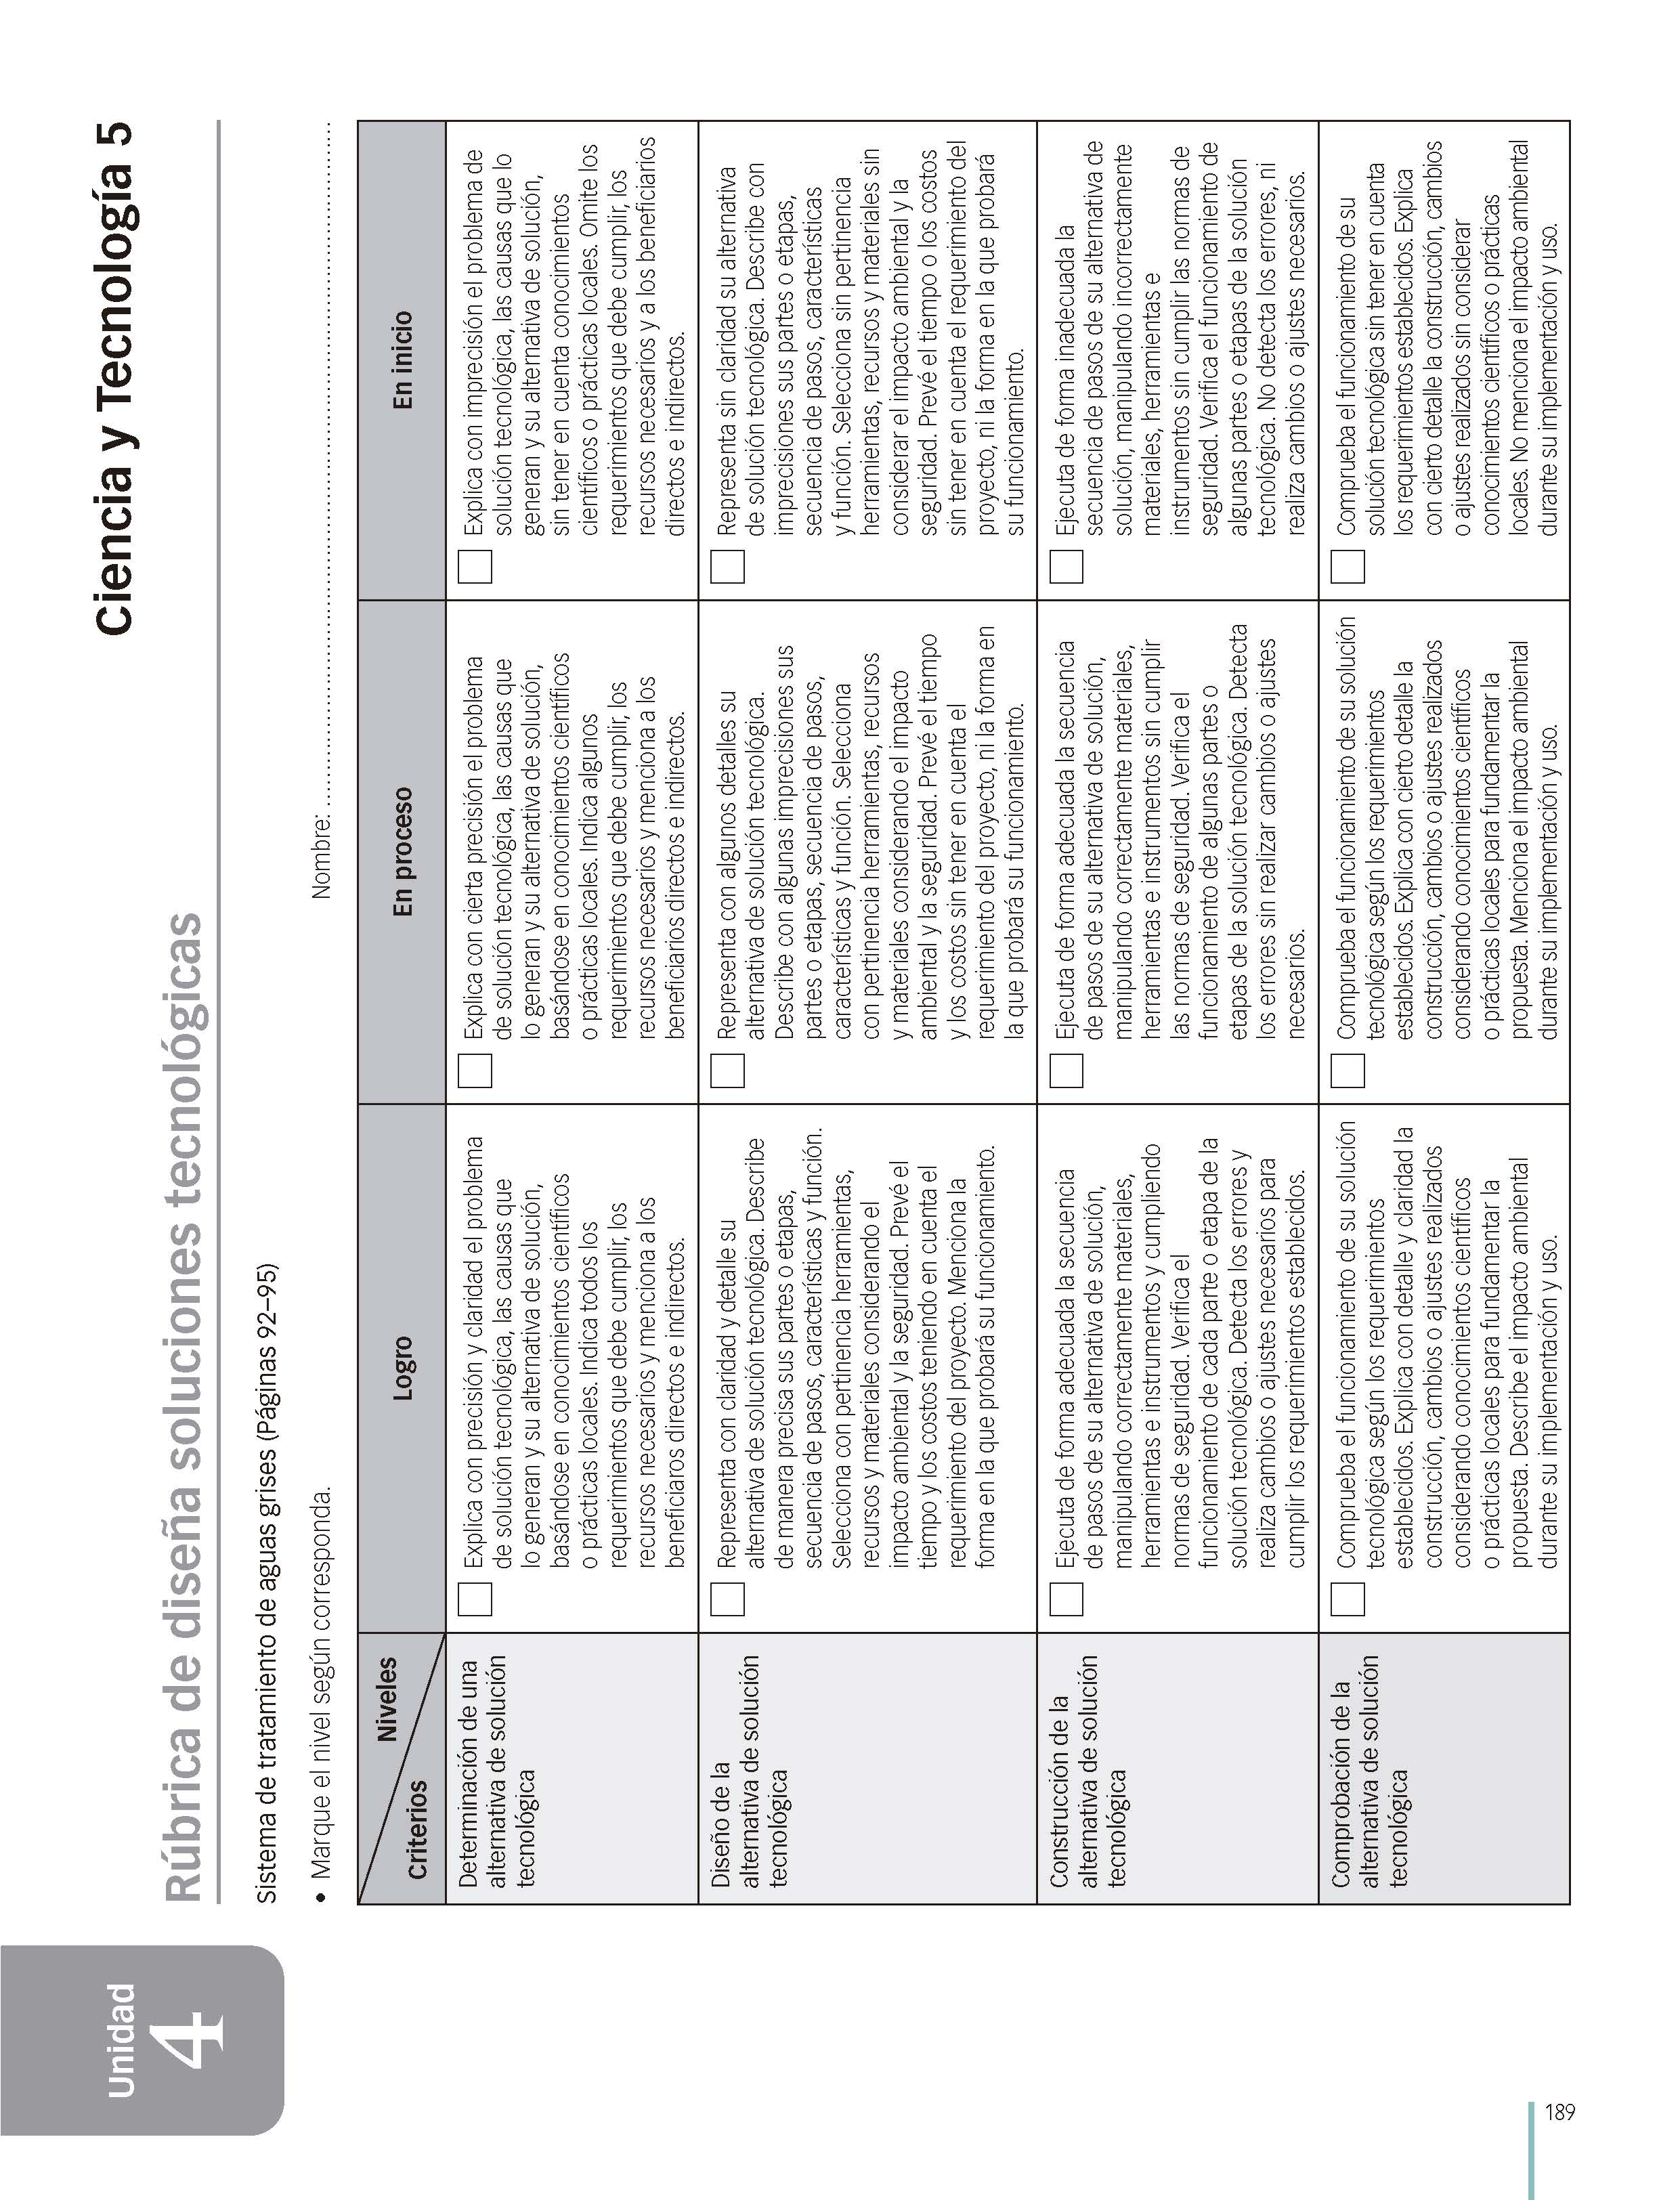 Unidad
4
Ciencia y Tecnología 5
Rúbrica de diseña soluciones tecnológicas
Sistema de tratamiento de aguas grises (Páginas 92–95)
• Marque el nivel según corresponda.
Nombre: ..........................................................................................
Criterios
Niveles
Logro
En proceso
En inicio
Determinación de una
alternativa de solución
tecnológica
Explica con precisión y claridad el problema
de solución tecnológica, las causas que
lo generan y su alternativa de solución,
basándose en conocimientos científicos
o prácticas locales. Indica todos los
requerimientos que debe cumplir, los
recursos necesarios y menciona a los
beneficiaros directos e indirectos.
Explica con cierta precisión el problema
de solución tecnológica, las causas que
lo generan y su alternativa de solución,
basándose en conocimientos científicos
o prácticas locales. Indica algunos
requerimientos que debe cumplir, los
recursos necesarios y menciona a los
beneficiarios directos e indirectos.
Explica con imprecisión el problema de
solución tecnológica, las causas que lo
generan y su alternativa de solución,
sin tener en cuenta conocimientos
científicos o prácticas locales. Omite los
requerimientos que debe cumplir, los
recursos necesarios y a los beneficiarios
directos e indirectos.
Diseño de la
alternativa de solución
tecnológica
Representa con claridad y detalle su
alternativa de solución tecnológica. Describe
de manera precisa sus partes o etapas,
secuencia de pasos, características y función.
Selecciona con pertinencia herramientas,
recursos y materiales considerando el
impacto ambiental y la seguridad. Prevé el
tiempo y los costos teniendo en cuenta el
requerimiento del proyecto. Menciona la
forma en la que probará su funcionamiento.
Representa con algunos detalles su
alternativa de solución tecnológica.
Describe con algunas imprecisiones sus
partes o etapas, secuencia de pasos,
características y función. Selecciona
con pertinencia herramientas, recursos
y materiales considerando el impacto
ambiental y la seguridad. Prevé el tiempo
y los costos sin tener en cuenta el
requerimiento del proyecto, ni la forma en
la que probará su funcionamiento.
Representa sin claridad su alternativa
de solución tecnológica. Describe con
imprecisiones sus partes o etapas,
secuencia de pasos, características
y función. Selecciona sin pertinencia
herramientas, recursos y materiales sin
considerar el impacto ambiental y la
seguridad. Prevé el tiempo o los costos
sin tener en cuenta el requerimiento del
proyecto, ni la forma en la que probará
su funcionamiento.
Construcción de la
alternativa de solución
tecnológica
Ejecuta de forma adecuada la secuencia
de pasos de su alternativa de solución,
manipulando correctamente materiales,
herramientas e instrumentos y cumpliendo
normas de seguridad. Verifica el
funcionamiento de cada parte o etapa de la
solución tecnológica. Detecta los errores y
realiza cambios o ajustes necesarios para
cumplir los requerimientos establecidos.
Ejecuta de forma adecuada la secuencia
de pasos de su alternativa de solución,
manipulando correctamente materiales,
herramientas e instrumentos sin cumplir
las normas de seguridad. Verifica el
funcionamiento de algunas partes o
etapas de la solución tecnológica. Detecta
los errores sin realizar cambios o ajustes
necesarios.
Ejecuta de forma inadecuada la
secuencia de pasos de su alternativa de
solución, manipulando incorrectamente
materiales, herramientas e
instrumentos sin cumplir las normas de
seguridad. Verifica el funcionamiento de
algunas partes o etapas de la solución
tecnológica. No detecta los errores, ni
realiza cambios o ajustes necesarios.
Comprobación de la
alternativa de solución
tecnológica
Comprueba el funcionamiento de su solución
tecnológica según los requerimientos
establecidos. Explica con detalle y claridad la
construcción, cambios o ajustes realizados
considerando conocimientos científicos
o prácticas locales para fundamentar la
propuesta. Describe el impacto ambiental
durante su implementación y uso.
Comprueba el funcionamiento de su solución
tecnológica según los requerimientos
establecidos. Explica con cierto detalle la
construcción, cambios o ajustes realizados
considerando conocimientos científicos
o prácticas locales para fundamentar la
propuesta. Menciona el impacto ambiental
durante su implementación y uso.
Comprueba el funcionamiento de su
solución tecnológica sin tener en cuenta
los requerimientos establecidos. Explica
con cierto detalle la construcción, cambios
o ajustes realizados sin considerar
conocimientos científicos o prácticas
locales. No menciona el impacto ambiental
durante su implementación y uso.
189